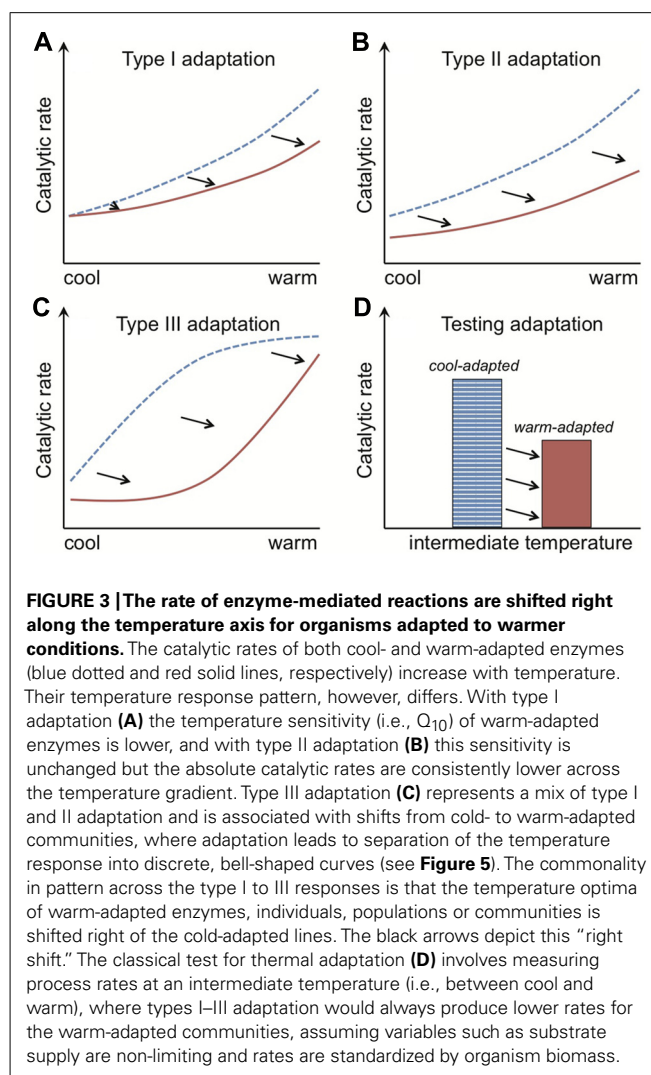 A
Type I adaptation
Catalytic rate
cool warm
B
Type II adaptation
Catalytic rate
cool warm
C
Type III adaptation
Catalytic rate
cool warm
D
Testing adaptation
Catalytic rate
cool-adapted
warm-adapted
intermediate temperature
FIGURE 3 | The rate of enzyme-mediated reactions are shifted right
along the temperature axis for organisms adapted to warmer
conditions. The catalytic rates of both cool- and warm-adapted enzymes
(blue dotted and red solid lines, respectively) increase with temperature.
Their temperature response pattern, however, differs. With type I
adaptation (A) the temperature sensitivity (i.e., Q10) of warm-adapted
enzymes is lower, and with type II adaptation (B) this sensitivity is
unchanged but the absolute catalytic rates are consistently lower across
the temperature gradient. Type III adaptation (C) represents a mix of type I
and II adaptation and is associated with shifts from cold- to warm-adapted
communities, where adaptation leads to separation of the temperature
response into discrete, bell-shaped curves (see Figure 5). The commonality
in pattern across the type I to III responses is that the temperature optima
of warm-adapted enzymes, individuals, populations or communities is
shifted right of the cold-adapted lines. The black arrows depict this “right
shift.” The classical test for thermal adaptation (D) involves measuring
process rates at an intermediate temperature (i.e., between cool and
warm), where types I–III adaptation would always produce lower rates for
the warm-adapted communities, assuming variables such as substrate
supply are non-limiting and rates are standardized by organism biomass.